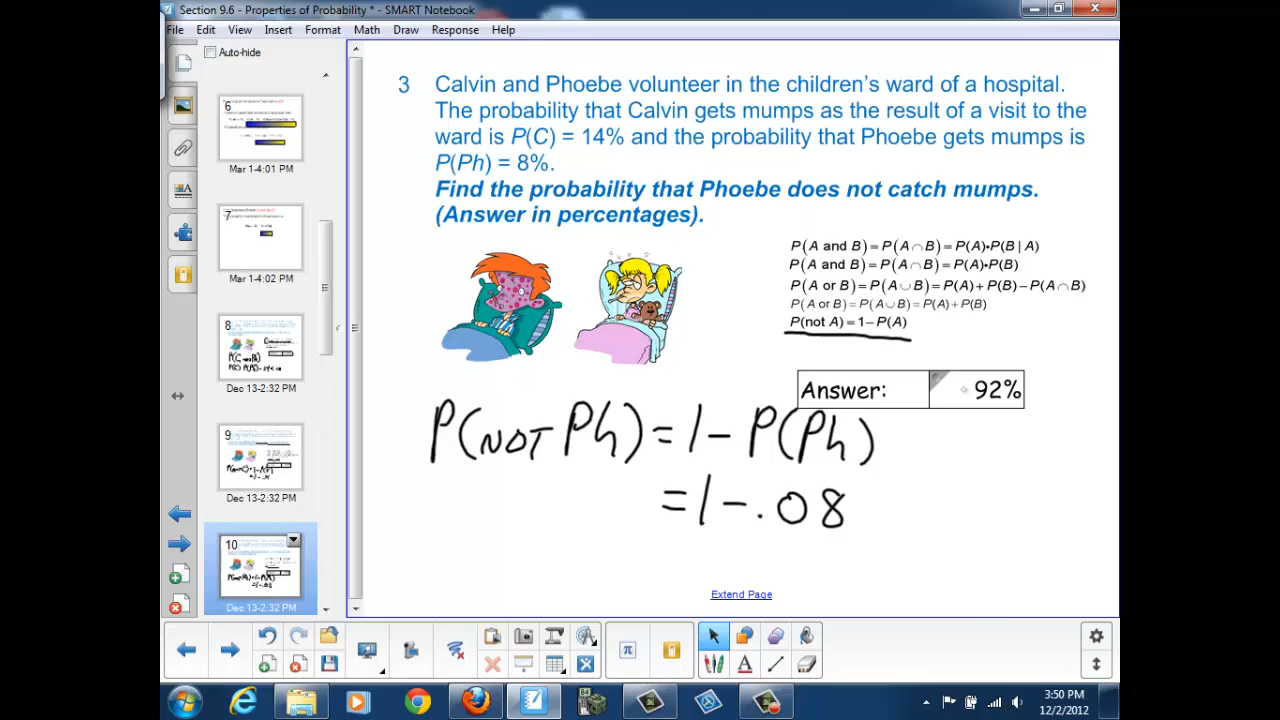 Section 9.6 - Properties of Probability * - SMART Notebook
File Edit View Insert Format Math Draw Response Help
Auto-hide
6
Mar 1-4:01 PM
7
Mar 1-4:02 PM
8
Dec 13-2:32 PM
9
Dec 13-2:32 PM
10
Dec 13-2:32 PM
3 Calvin and Phoebe volunteer in the children's ward of a hospital.
The probability that Calvin gets mumps as the result of a visit to the
ward is P(C) = 14% and the probability that Phoebe gets mumps is
P(Ph) = 8%.
Find the probability that Phoebe does not catch mumps.
(Answer in percentages).
P(A and B) = P(A∩B) = P(A)•P(B | A)
P(A and B) = P(A∩B) = P(A)•P(B)
P(A or B) = P(A∪B) = P(A) + P(B) − P(A∩B)
P(A or B) = P(A∪B) = P(A) + P(B)
P(not A) = 1 − P(A)
Answer: 92%
P(NOT Ph) = 1 − P(Ph)
= 1 − .08
Extend Page
3:50 PM
12/2/2012